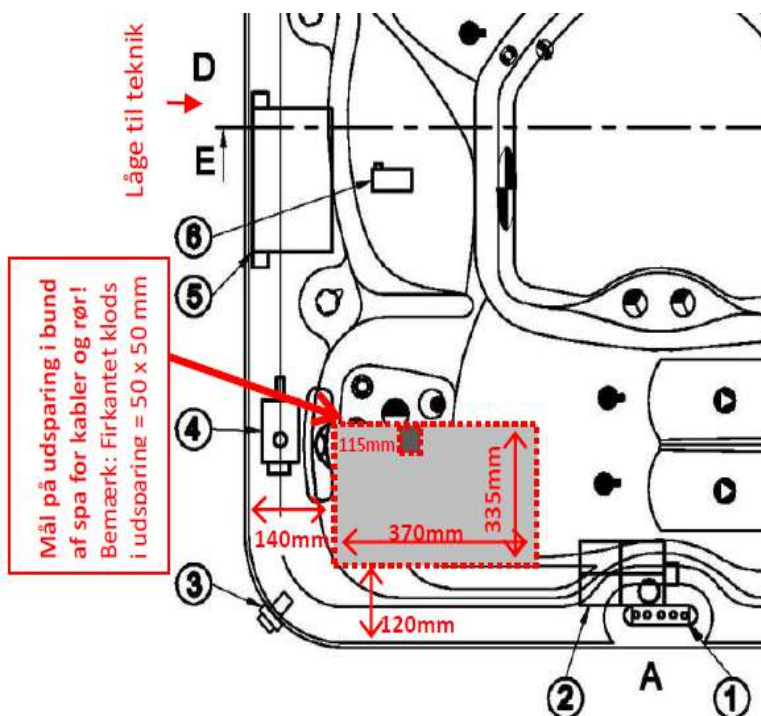 Låge til teknik
D
E
6
5
Mål på udsparing i bund
af spa for kabler og rør!
Bemærk: Firkantet klods
i udsparing = 50 x 50 mm
4
115mm
335mm
370mm
140mm
3
120mm
2
A
1